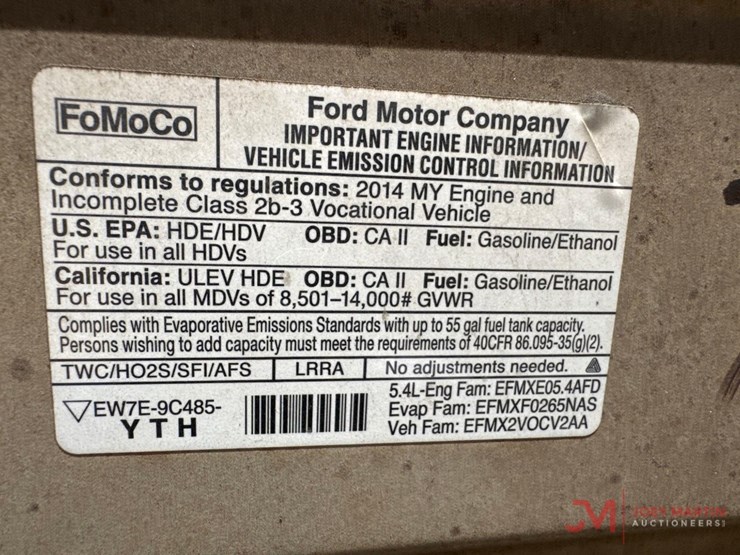 FoMoCo
Ford Motor Company
IMPORTANT ENGINE INFORMATION/
VEHICLE EMISSION CONTROL INFORMATION
Conforms to regulations: 2014 MY Engine and
Incomplete Class 2b-3 Vocational Vehicle
U.S. EPA: HDE/HDV OBD: CA II Fuel: Gasoline/Ethanol
For use in all HDVs
California: ULEV HDE OBD: CA II Fuel: Gasoline/Ethanol
For use in all MDVs of 8,501–14,000# GVWR
Complies with Evaporative Emissions Standards with up to 55 gal fuel tank capacity.
Persons wishing to add capacity must meet the requirements of 40CFR 86.095-35(g)(2).
TWC/HO2S/SFI/AFS LRRA No adjustments needed.
EW7E-9C485-
YTH
5.4L-Eng Fam: EFMXE05.4AFD
Evap Fam: EFMXF0265NAS
Veh Fam: EFMX2VOCV2AA
JM
JOEY MARTIN
AUCTIONEERS